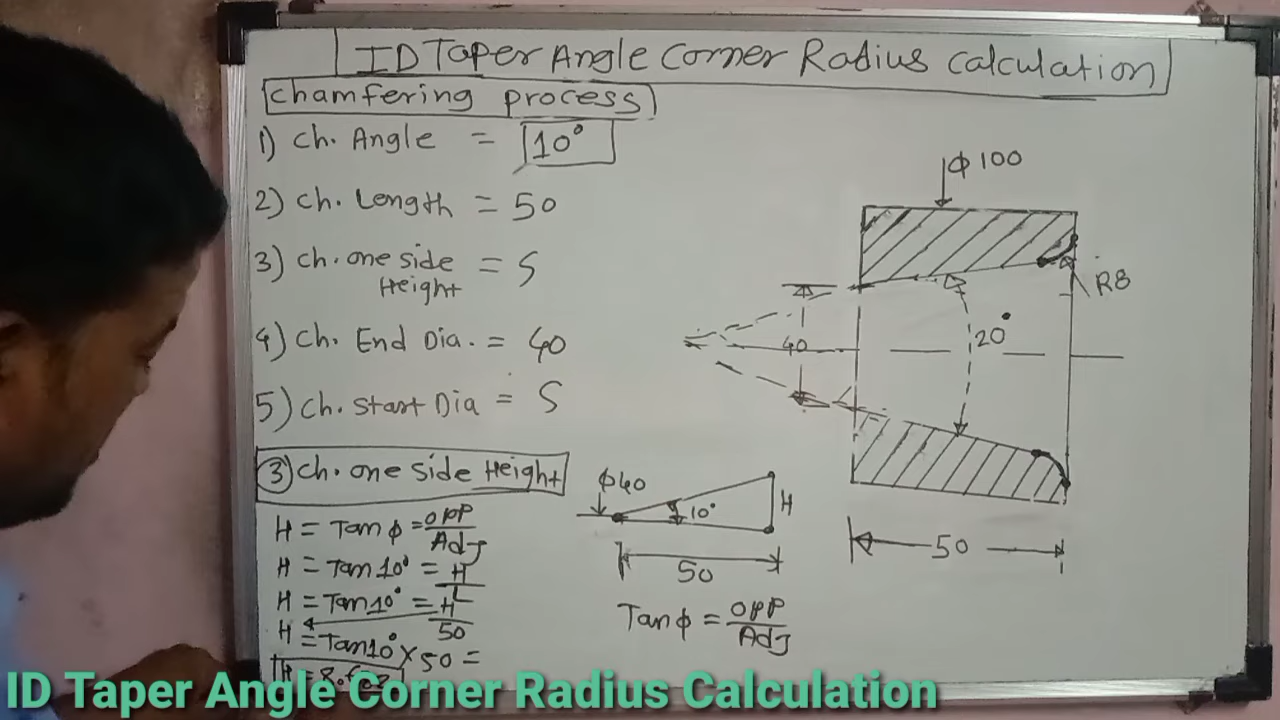 ID Taper Angle Corner Radius Calculation
Chamfering process
1) Ch. Angle = 10°
2) Ch. Length = 50
3) Ch. one side Height = S
4) Ch. End Dia. = 40
5) Ch. Start Dia = S
3) Ch. one side Height
H = Tan ϕ = OPP/Adj
H = Tan 10° = H/L
H = Tan 10° = H/50
H = Tan 10° × 50 =
ϕ40
10°
H
50
Tan ϕ = OPP/Adj
ϕ 100
R8
40
20°
50
ID Taper Angle Corner Radius Calculation